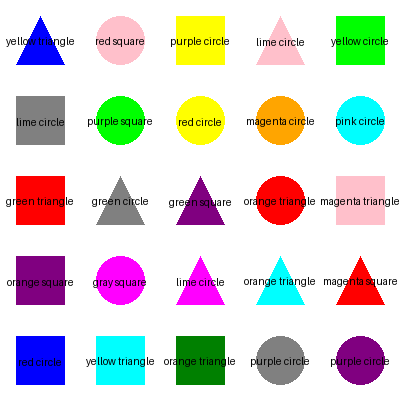 yellow triangle
red square
purple circle
lime circle
yellow circle
lime circle
purple square
red circle
magenta circle
pink circle
green triangle
green circle
green square
orange triangle
magenta triangle
orange square
gray square
lime circle
orange triangle
magenta square
red circle
yellow triangle
orange triangle
purple circle
purple circle